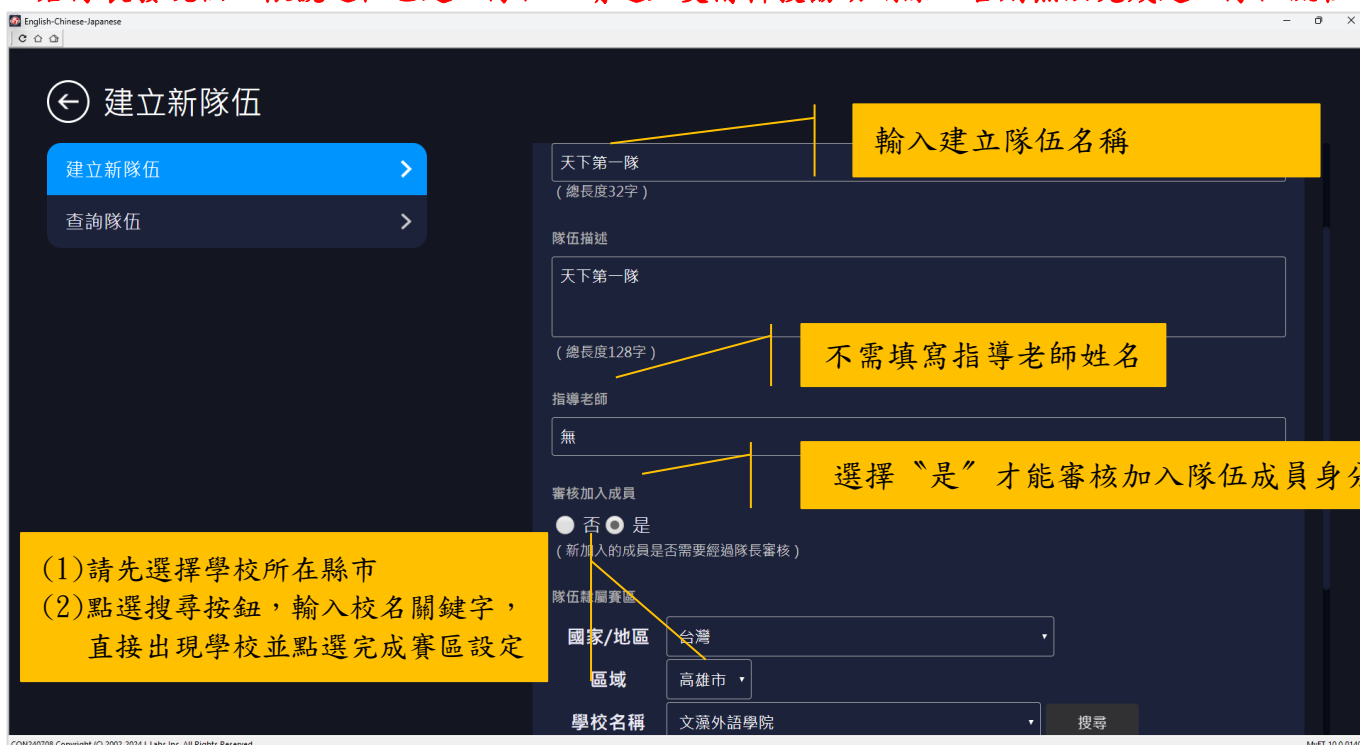 English-Chinese-Japanese
建立新隊伍
建立新隊伍
查詢隊伍
輸入建立隊伍名稱
天下第一隊
(總長度32字)
隊伍描述
天下第一隊
(總長度128字)
不需填寫指導老師姓名
指導老師
無
選擇〝是〞才能審核加入隊伍成員身分
審核加入成員
否 是
(新加入的成員是否需要經過隊長審核)
(1)請先選擇學校所在縣市
(2)點選搜尋按鈕，輸入校名關鍵字，
直接出現學校並點選完成賽區設定
隊伍隸屬賽區
國家/地區 台灣
區域 高雄市
學校名稱 文藻外語學院 搜尋